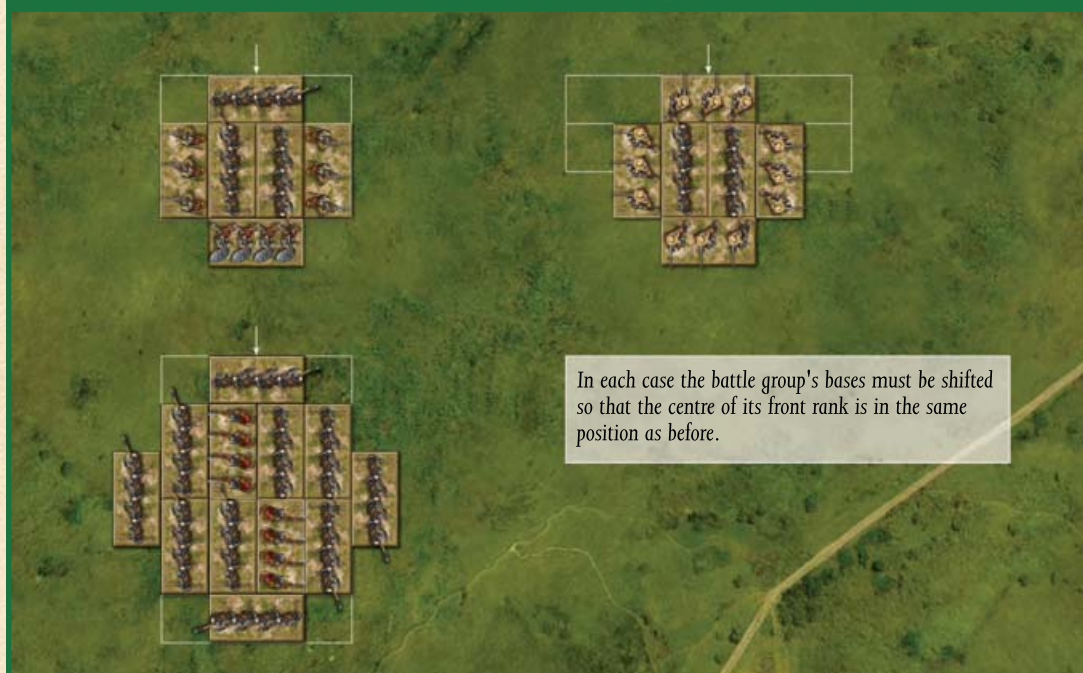 In each case the battle group's bases must be shifted
so that the centre of its front rank is in the same
position as before.